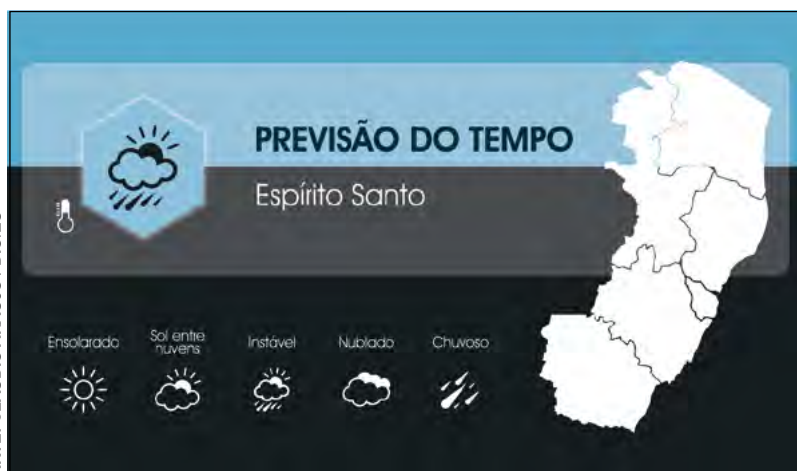 PREVISÃO DO TEMPO
Espírito Santo
Ensolarado
Sol entre
nuvens
Instável
Nublado
Chuvoso